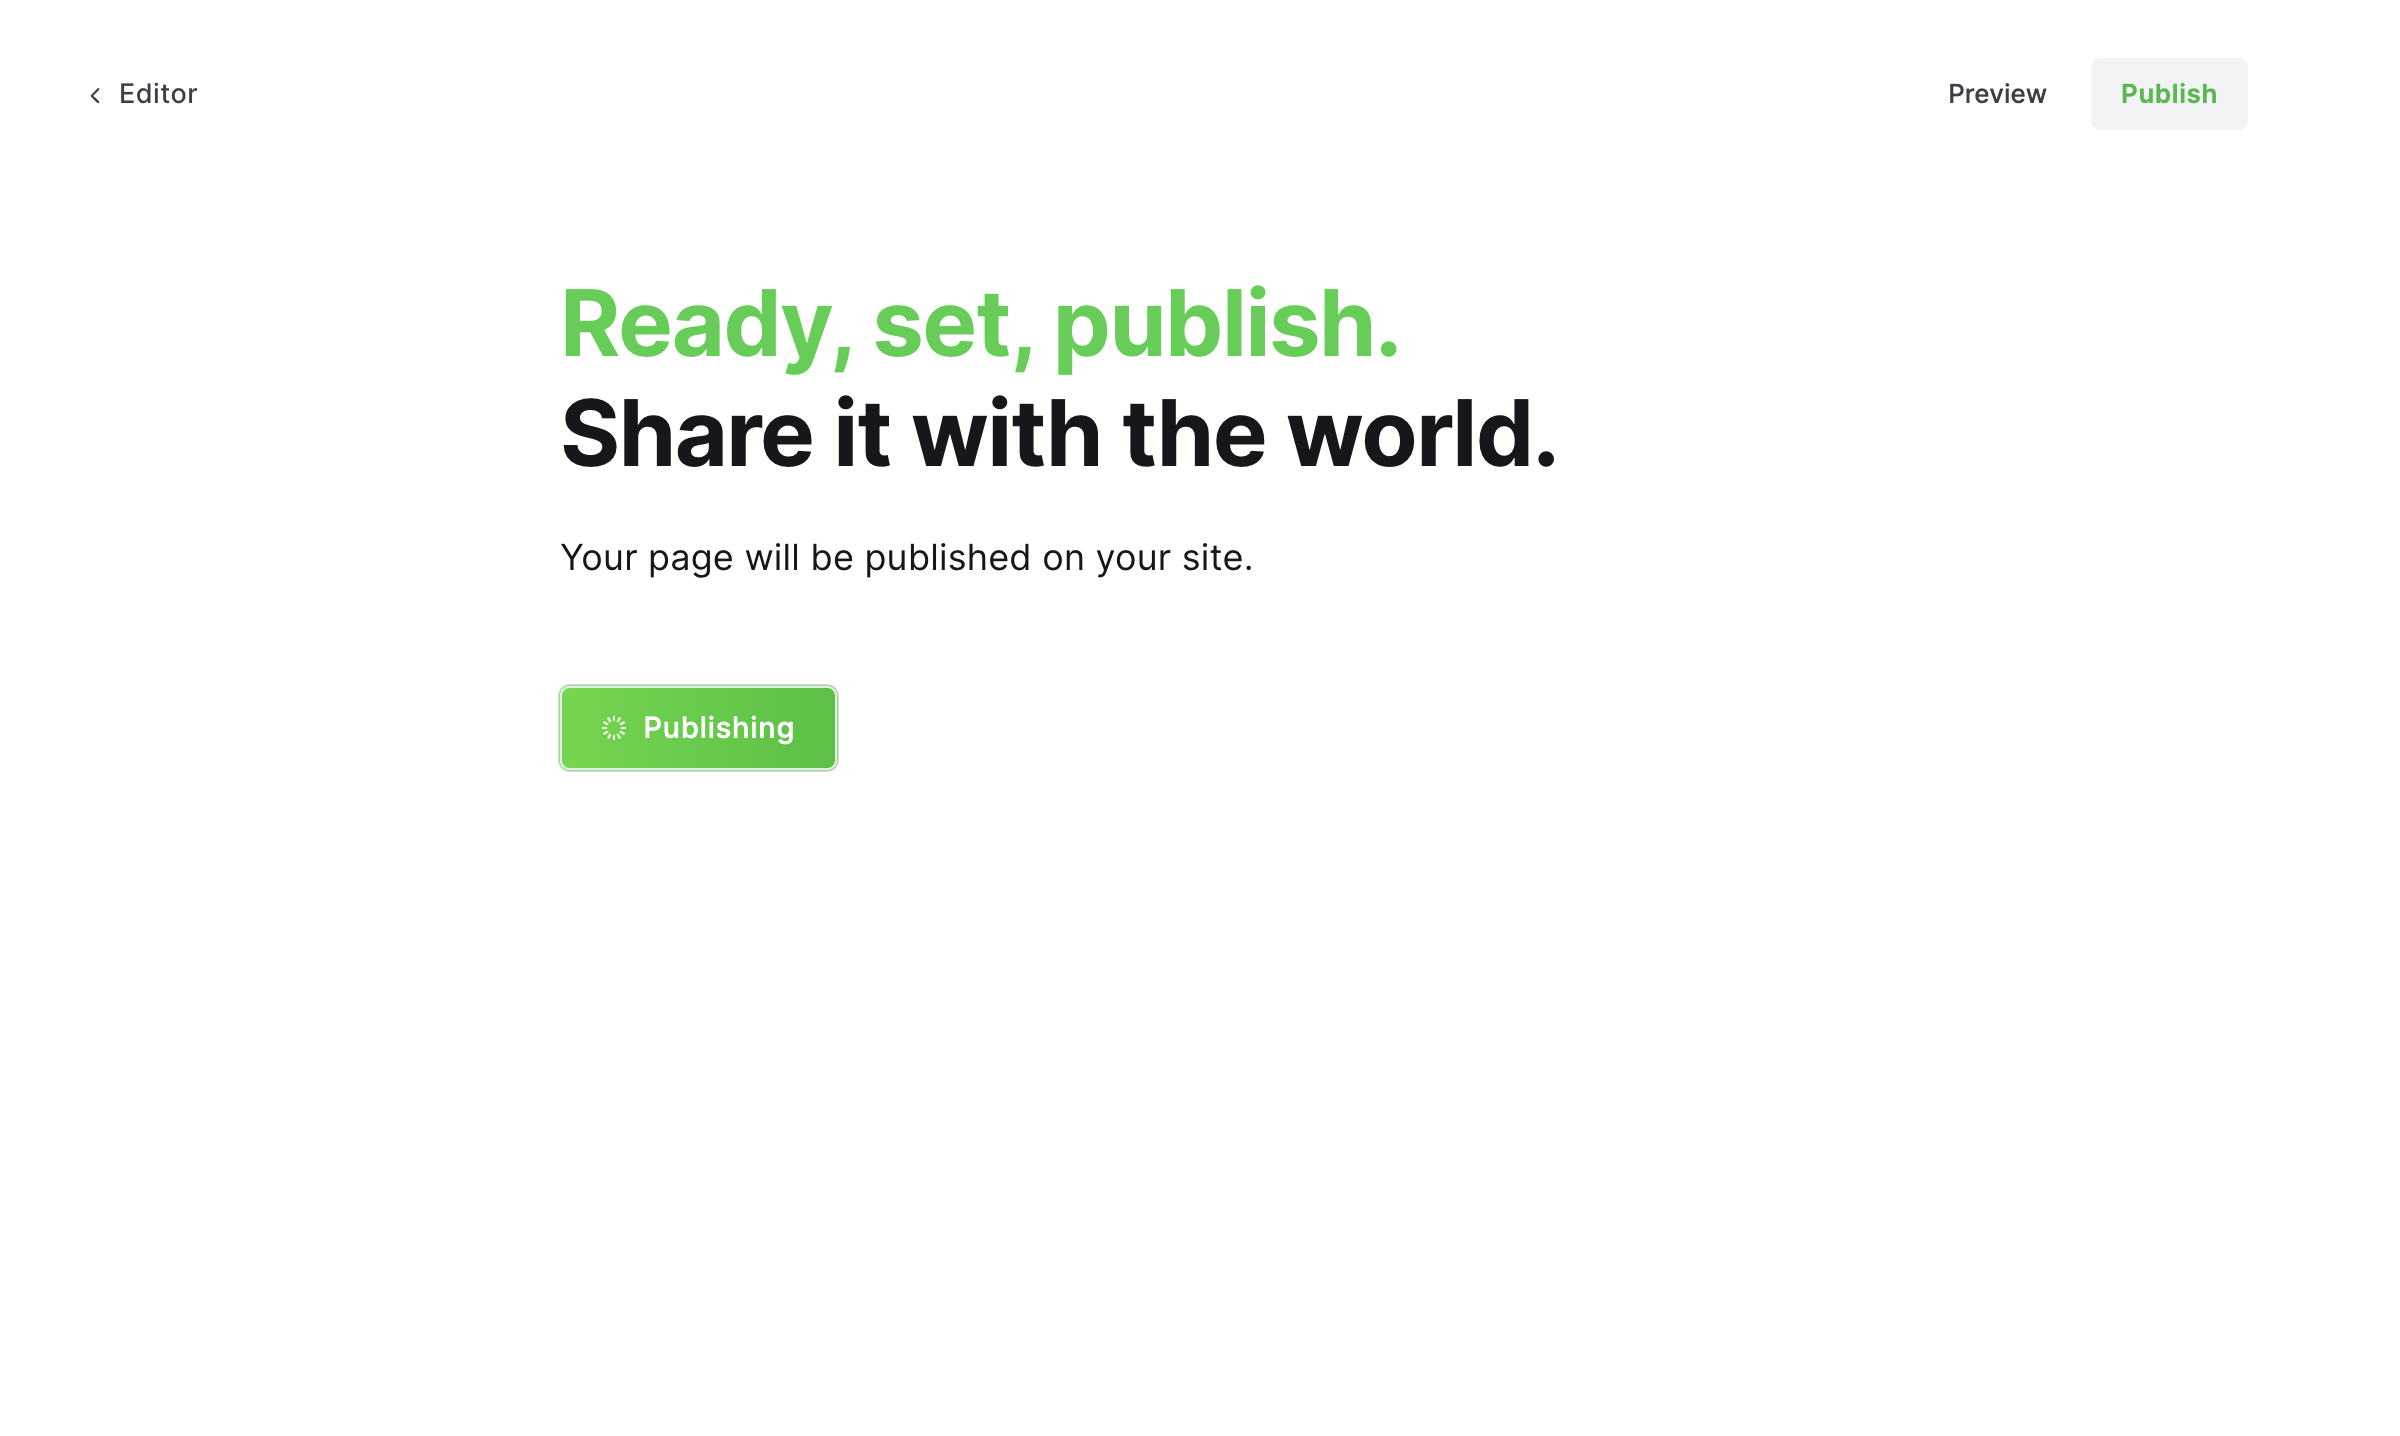 Editor
Preview
Publish
Ready, set, publish.
Share it with the world.
Your page will be published on your site.
Publishing